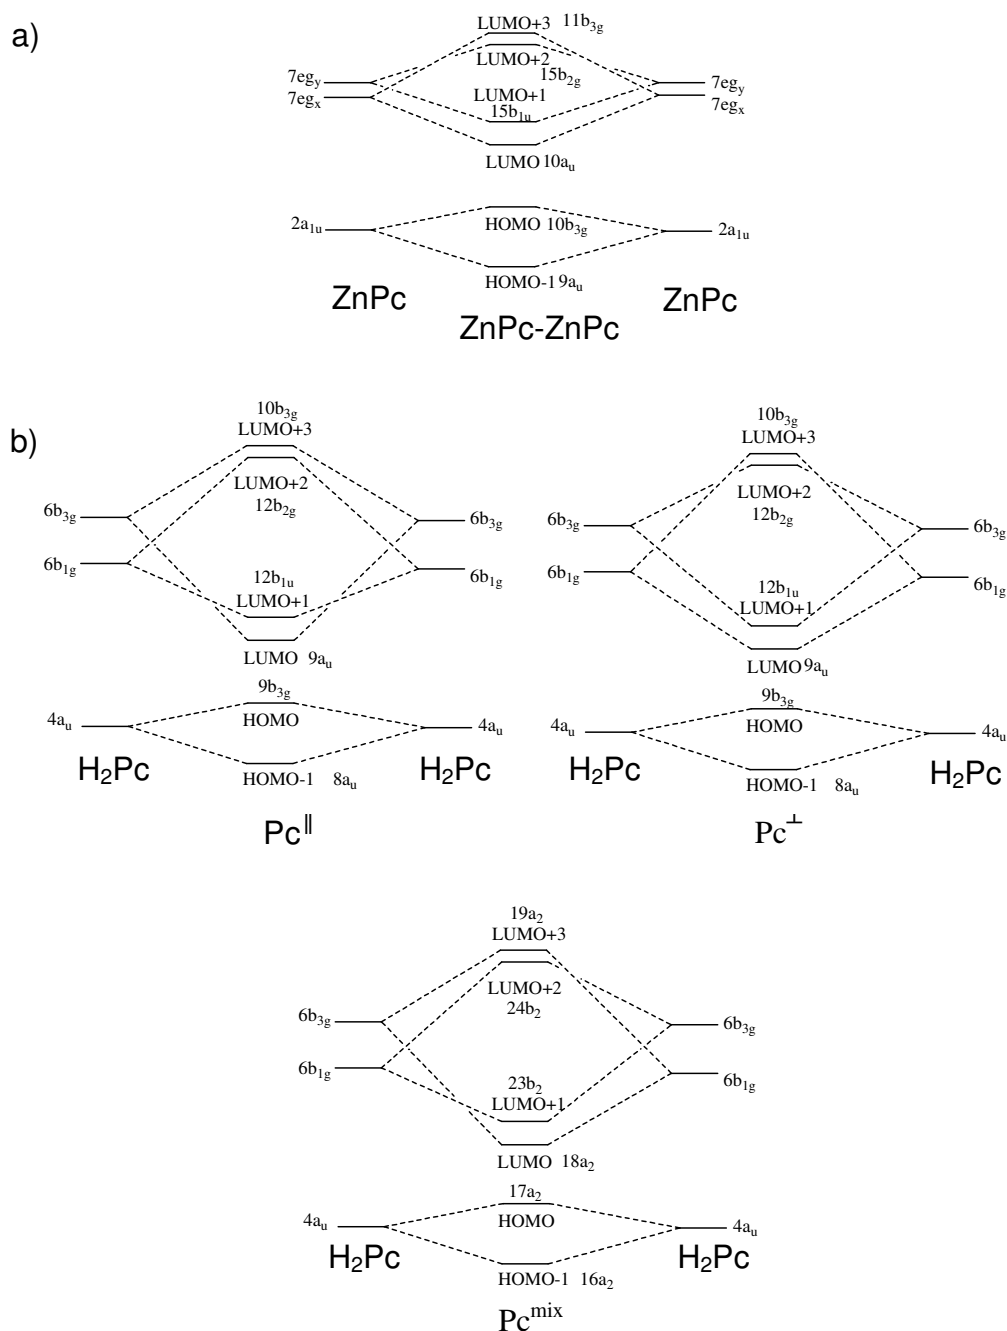 a)
LUMO+3 11b3g
LUMO+2
15b2g
7egy
7egx
7egy
7egx
LUMO+1
15b1u
LUMO 10au
2a1u
HOMO 10b3g
2a1u
HOMO-1 9au
ZnPc
ZnPc-ZnPc
ZnPc
b)
10b3g
LUMO+3
LUMO+2
12b2g
6b3g
6b1g
6b3g
6b1g
12b1u
LUMO+1
LUMO 9au
9b3g
HOMO
4au
4au
H2Pc
HOMO-1 8au
H2Pc
Pc||
10b3g
LUMO+3
LUMO+2
12b2g
6b3g
6b1g
6b3g
6b1g
12b1u
LUMO+1
LUMO 9au
9b3g
HOMO
4au
4au
H2Pc
HOMO-1 8au
H2Pc
Pc⊥
19a2
LUMO+3
LUMO+2
24b2
6b3g
6b1g
6b3g
6b1g
23b2
LUMO+1
LUMO 18a2
17a2
HOMO
4au
4au
H2Pc
HOMO-1 16a2
H2Pc
Pcmix